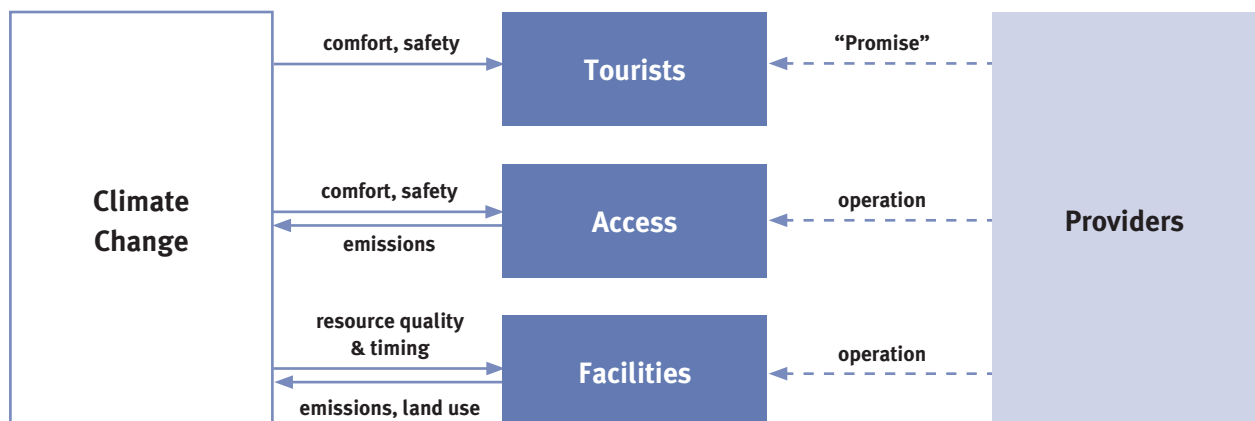 comfort, safety
Tourists
“Promise”
Climate
Change
comfort, safety
emissions
Access
operation
Providers
resource quality
& timing
emissions, land use
Facilities
operation